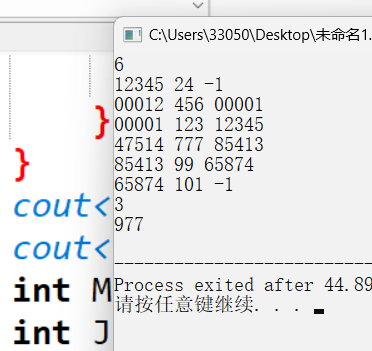 C:\Users\33050\Desktop\未命名1.
6
12345 24 -1
00012 456 00001
00001 123 12345
47514 777 85413
85413 99 65874
65874 101 -1
3
977
--------------------------
Process exited after 44.89
请按任意键继续. . .
}
}
cout<
cout<
int M
int J